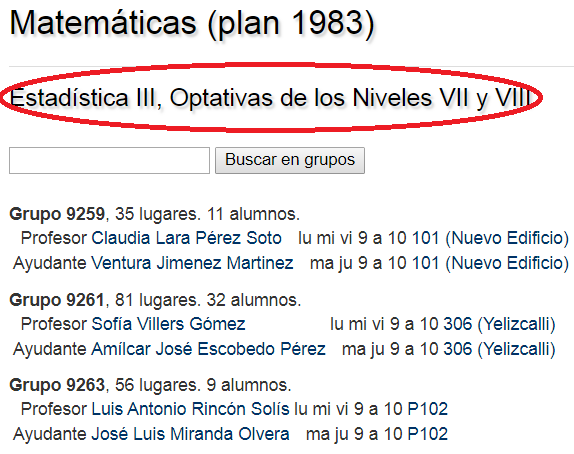 Matemáticas (plan 1983)
Estadística III, Optativas de los Niveles VII y VIII
Buscar en grupos
Grupo 9259, 35 lugares. 11 alumnos.
Profesor Claudia Lara Pérez Soto lu mi vi 9 a 10 101 (Nuevo Edificio)
Ayudante Ventura Jimenez Martinez ma ju 9 a 10 101 (Nuevo Edificio)
Grupo 9261, 81 lugares. 32 alumnos.
Profesor Sofía Villers Gómez lu mi vi 9 a 10 306 (Yelizcalli)
Ayudante Amílcar José Escobedo Pérez ma ju 9 a 10 306 (Yelizcalli)
Grupo 9263, 56 lugares. 9 alumnos.
Profesor Luis Antonio Rincón Solís lu mi vi 9 a 10 P102
Ayudante José Luis Miranda Olvera ma ju 9 a 10 P102